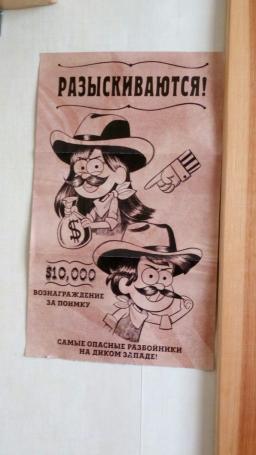 РАЗЫСКИВАЮТСЯ!
$
$10,000
ВОЗНАГРАЖДЕНИЕ
ЗА ПОИМКУ
САМЫЕ ОПАСНЫЕ РАЗБОЙНИКИ
НА ДИКОМ ЗАПАДЕ!